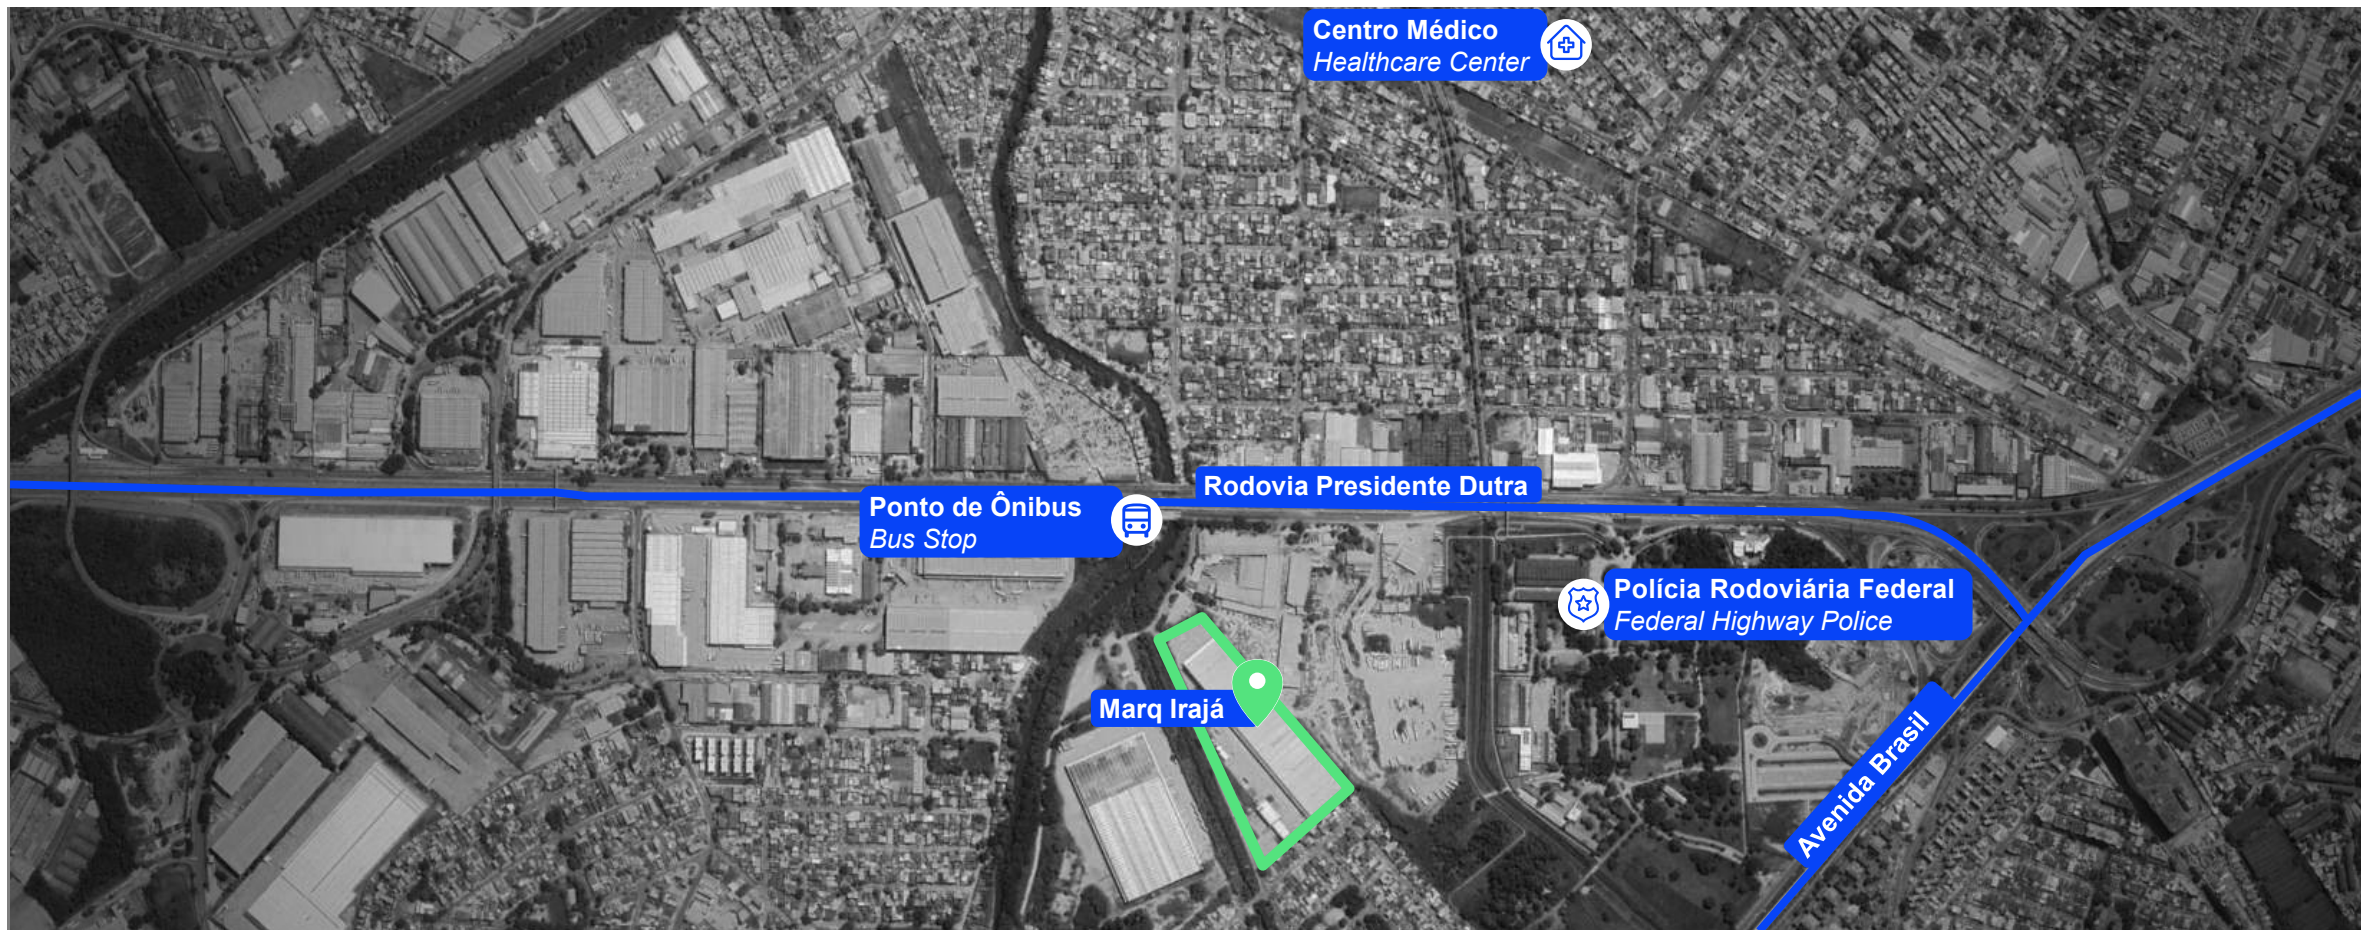 Centro Médico
Healthcare Center
Rodovia Presidente Dutra
Ponto de Ônibus
Bus Stop
Polícia Rodoviária Federal
Federal Highway Police
Marq Irajá
Avenida Brasil